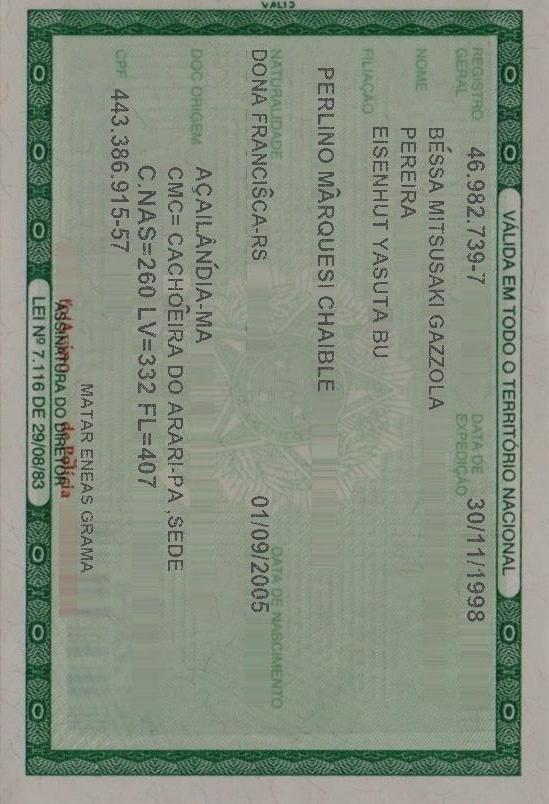 VÁLIDA EM TODO O TERRITÓRIO NACIONAL
REGISTRO GERAL 46.982.739-7 DATA DE EXPEDIÇÃO 30/11/1998
NOME
BÉSSA MITSUSAKI GAZZOLA
PEREIRA
FILIAÇÃO
EISENHUT YASUTA BU
PERLINO MÂRQUESI CHAIBLE
NATURALIDADE DATA DE NASCIMENTO
DONA FRANCISCA-RS 01/09/2005
DOC ORIGEM
AÇAILÂNDIA-MA
CMC= CACHOEIRA DO ARARI-PA ,SEDE
C.NAS=260 LV=332 FL=407
CPF 443.386.915-57
MATAR ENEAS GRAMA
ASSINATURA DO DIRETOR
de Polícia
LEI Nº 7.116 DE 29/08/83